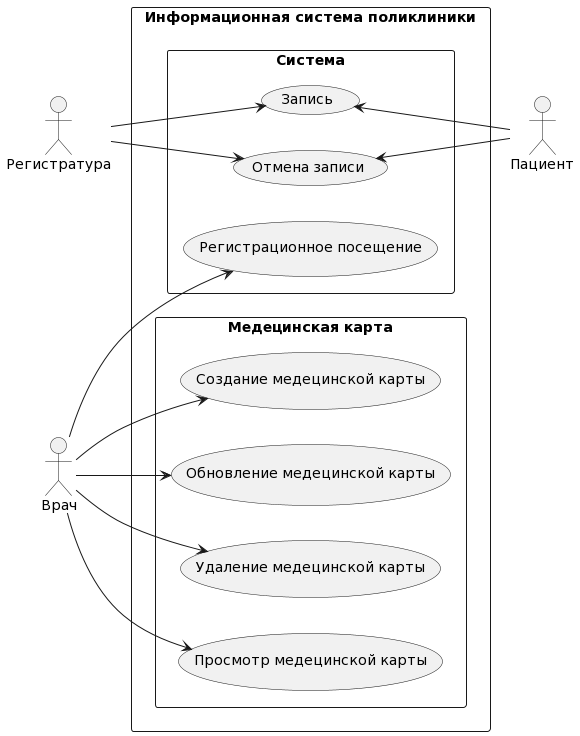 Информационная система поликлиники
Система
Запись
Регистратура
Пациент
Отмена записи
Регистрационное посещение
Медецинская карта
Создание медецинской карты
Обновление медецинской карты
Врач
Удаление медецинской карты
Просмотр медецинской карты